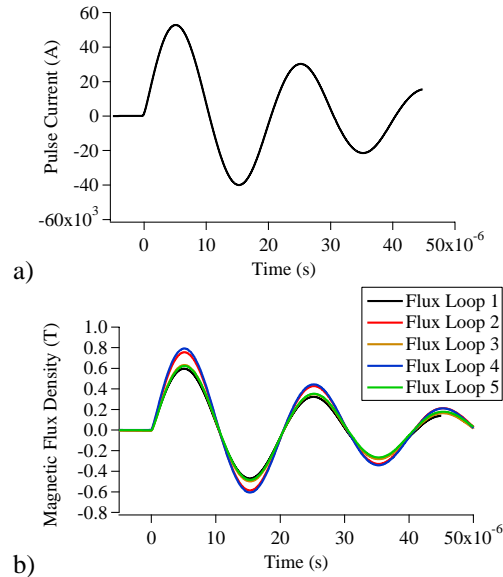 60
40
20
0
-20
-40
-60x10³
Pulse Current (A)
0
10
20
30
40
50x10⁻⁶
Time (s)
a)
Flux Loop 1
Flux Loop 2
Flux Loop 3
Flux Loop 4
Flux Loop 5
1.0
0.8
0.6
0.4
0.2
0.0
-0.2
-0.4
-0.6
-0.8
Magnetic Flux Density (T)
0
10
20
30
40
50x10⁻⁶
Time (s)
b)